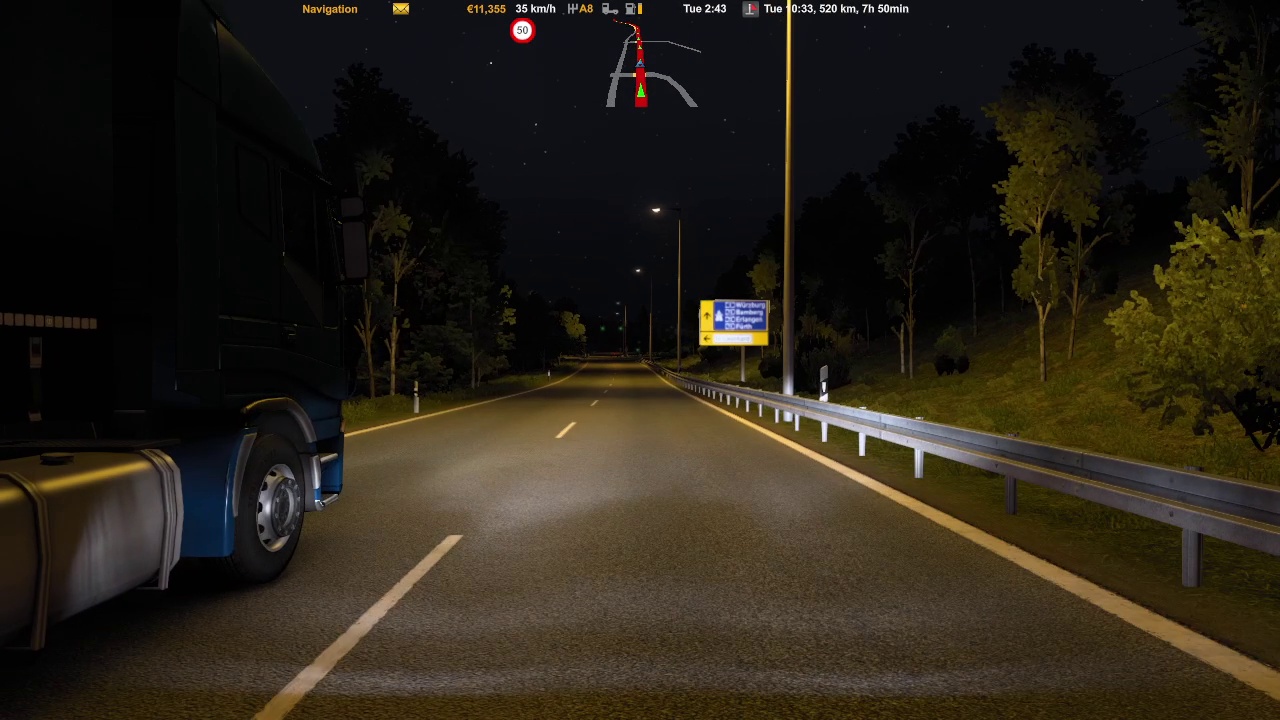 Navigation €11,355 35 km/h A8 Tue 2:43 Tue 10:33, 520 km, 7h 50min
50
Würzburg
Bamberg
Erlangen
Fürth